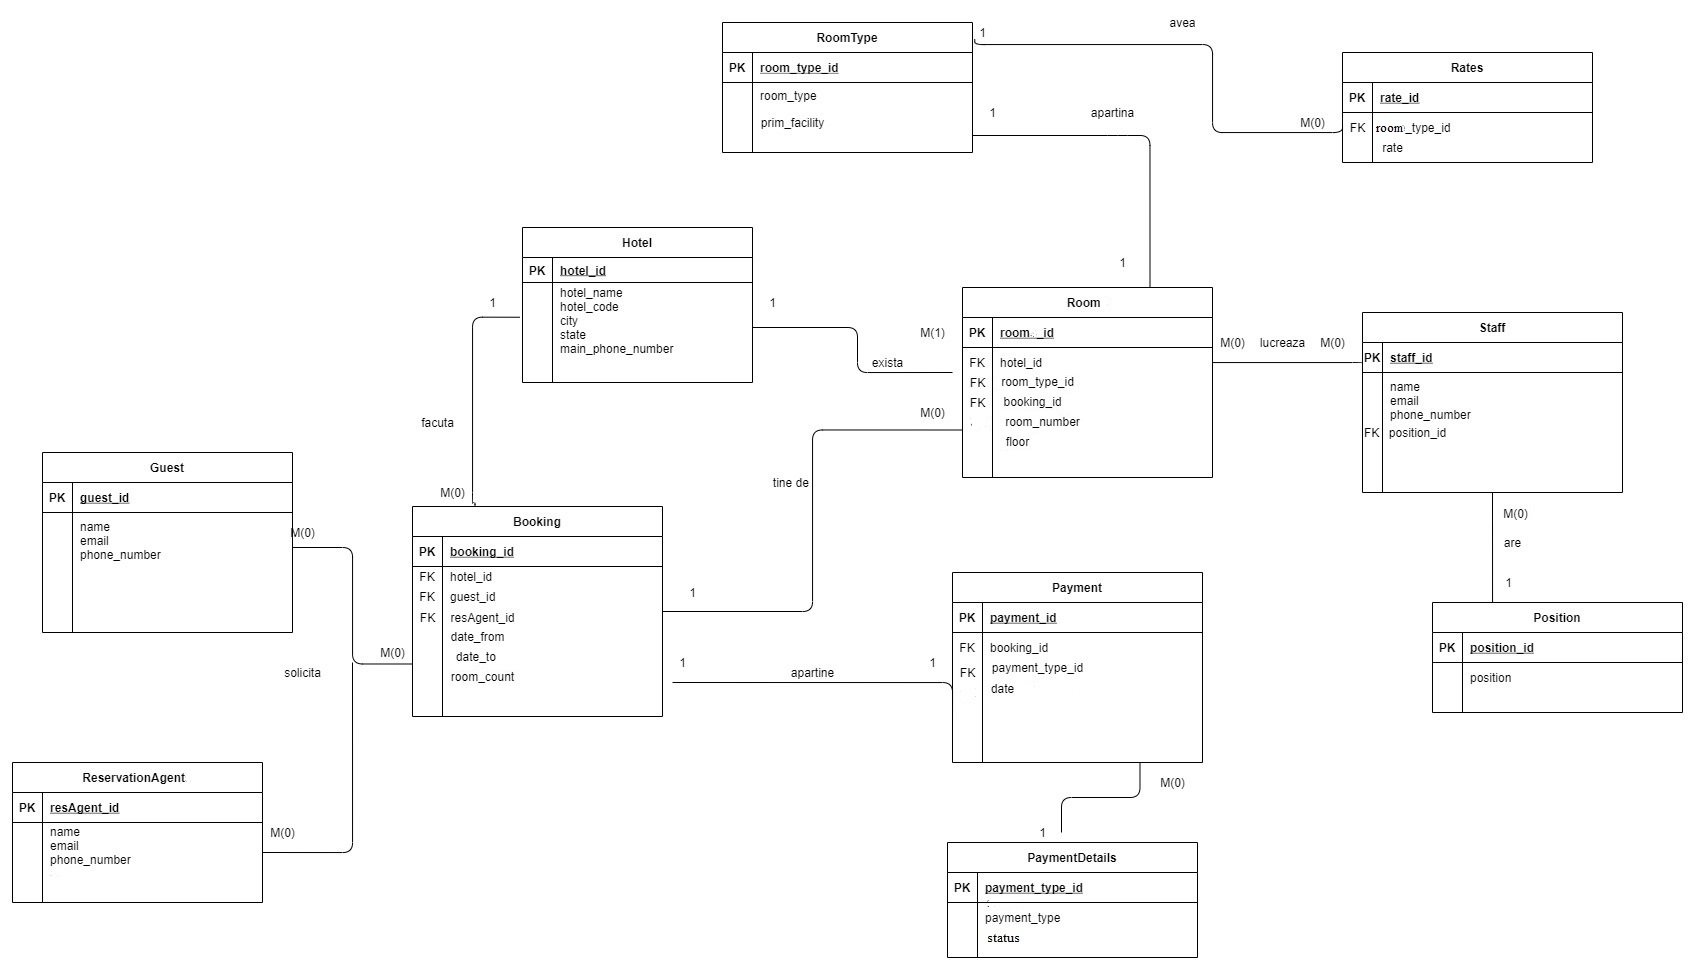 RoomType
PK room_type_id
room_type
prim_facility
1
avea
M(0)
Rates
PK rate_id
FK room_type_id
rate
1
apartina
1
Hotel
PK hotel_id
hotel_name
hotel_code
city
state
main_phone_number
1
M(1)
exista
Room
PK room_id
FK hotel_id
FK room_type_id
FK booking_id
room_number
floor
M(0) lucreaza M(0)
Staff
PK staff_id
name
email
phone_number
FK position_id
1
facuta
M(0)
M(0)
tine de
1
Guest
PK guest_id
name
email
phone_number
M(0)
Booking
PK booking_id
FK hotel_id
FK guest_id
FK resAgent_id
date_from
date_to
room_count
M(0)
solicita
M(0)
are
1
Position
PK position_id
position
1
apartine
1
Payment
PK payment_id
FK booking_id
FK payment_type_id
date
ReservationAgent
PK resAgent_id
name
email
phone_number
M(0)
M(0)
1
PaymentDetails
PK payment_type_id
payment_type
status